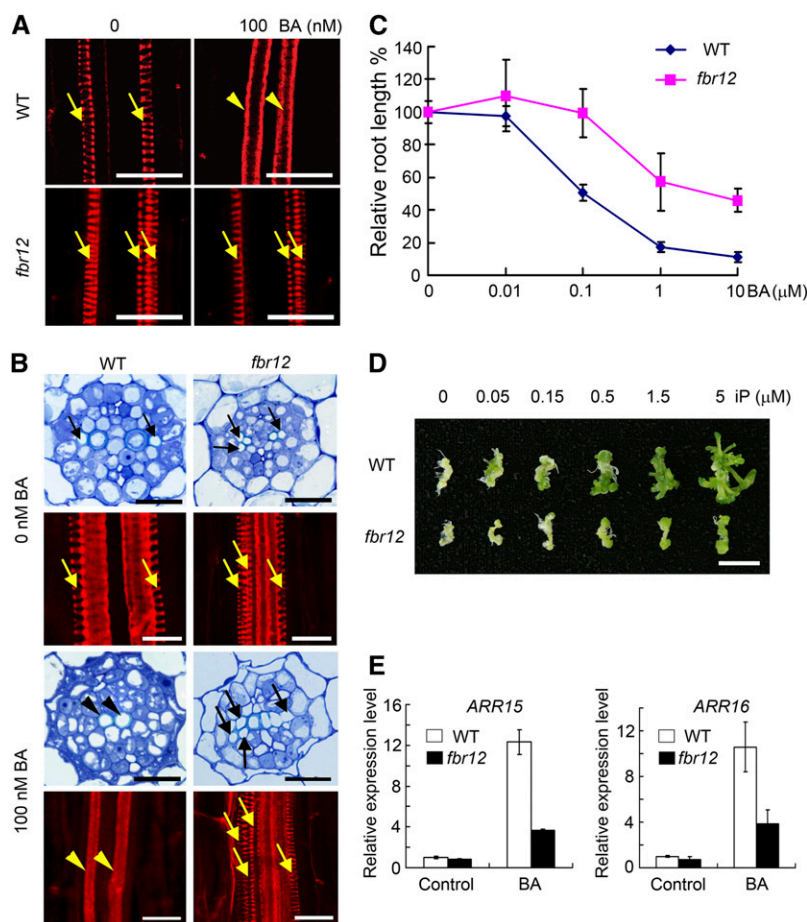 A
0
100 BA (nM)
WT
fbr12
B
WT
fbr12
0 nM BA
100 nM BA
C
Relative root length %
140
120
100
80
60
40
20
0
WT
fbr12
0
0.01
0.1
1
10 BA(μM)
D
0 0.05 0.15 0.5 1.5 5 iP (μM)
WT
fbr12
E
ARR15
Relative expression level
16
12
8
4
0
WT
fbr12
Control
BA
ARR16
Relative expression level
12
8
4
0
WT
fbr12
Control
BA